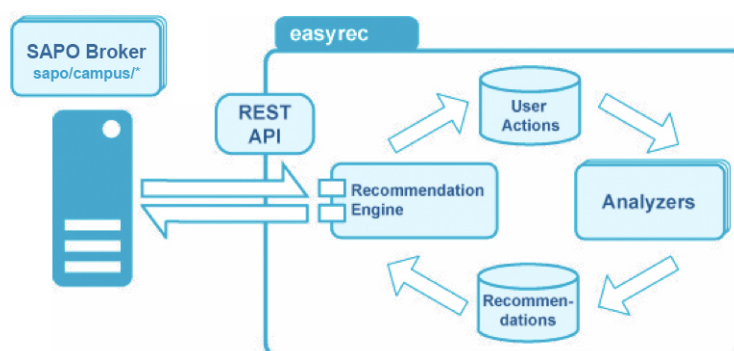 SAPO Broker
sapo/campus/*
easyrec
REST
API
User
Actions
Recommendation
Engine
Analyzers
Recommen-
dations